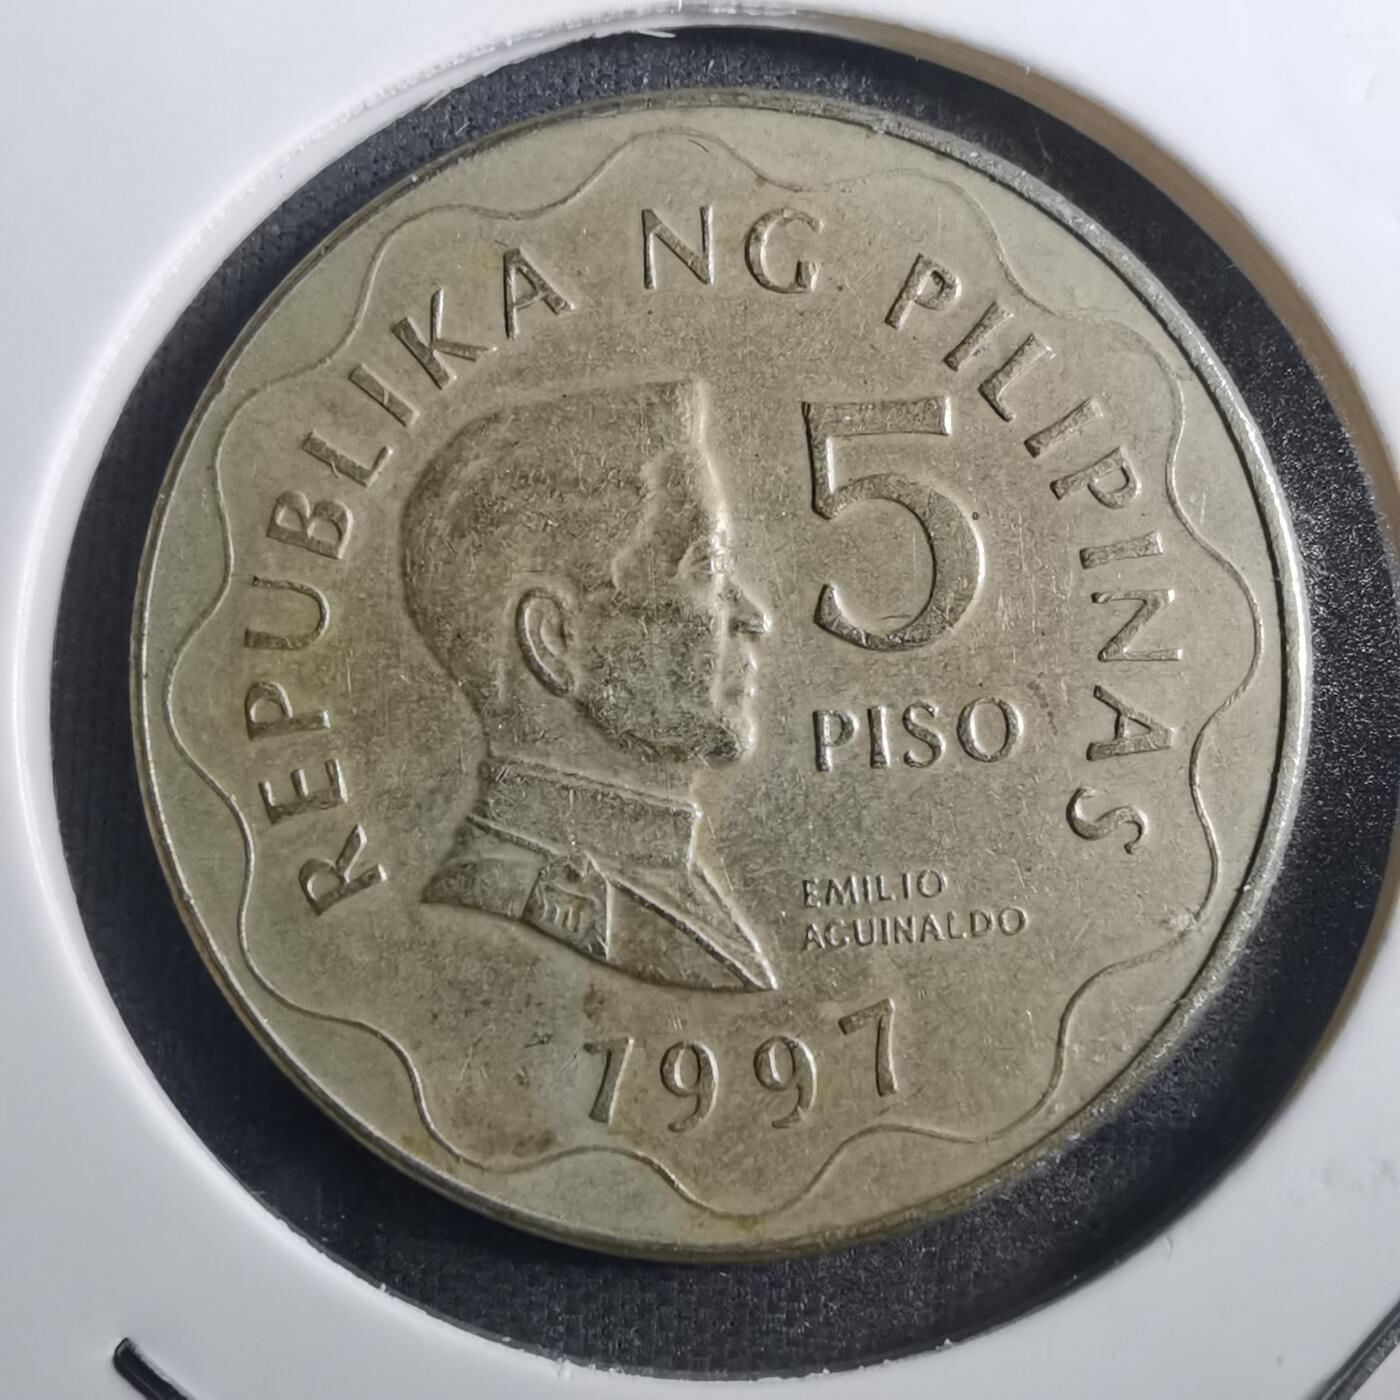 REPUBLIKA NG PILIPINAS
5
PISO
EMILIO
AGUINALDO
1997